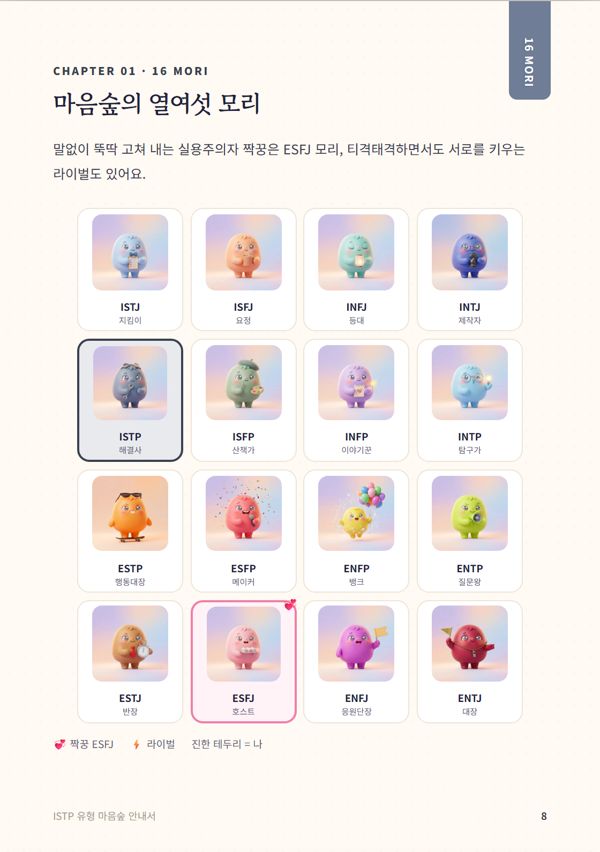 16 MORI
CHAPTER 01 · 16 MORI
마음숲의 열여섯 모리
말없이 뚝딱 고쳐 내는 실용주의자 짝꿍은 ESFJ 모리, 티격태격하면서도 서로를 키우는
라이벌도 있어요.
ISTJ
지킴이
ISFJ
요정
INFJ
등대
INTJ
제작자
ISTP
해결사
ISFP
산책가
INFP
이야기꾼
INTP
탐구가
ESTP
행동대장
ESFP
메이커
ENFP
뱅크
ENTP
질문왕
ESTJ
반장
ESFJ
호스트
ENFJ
응원단장
ENTJ
대장
💞 짝꿍 ESFJ ⚡ 라이벌 진한 테두리 = 나
ISTP 유형 마음숲 안내서
8